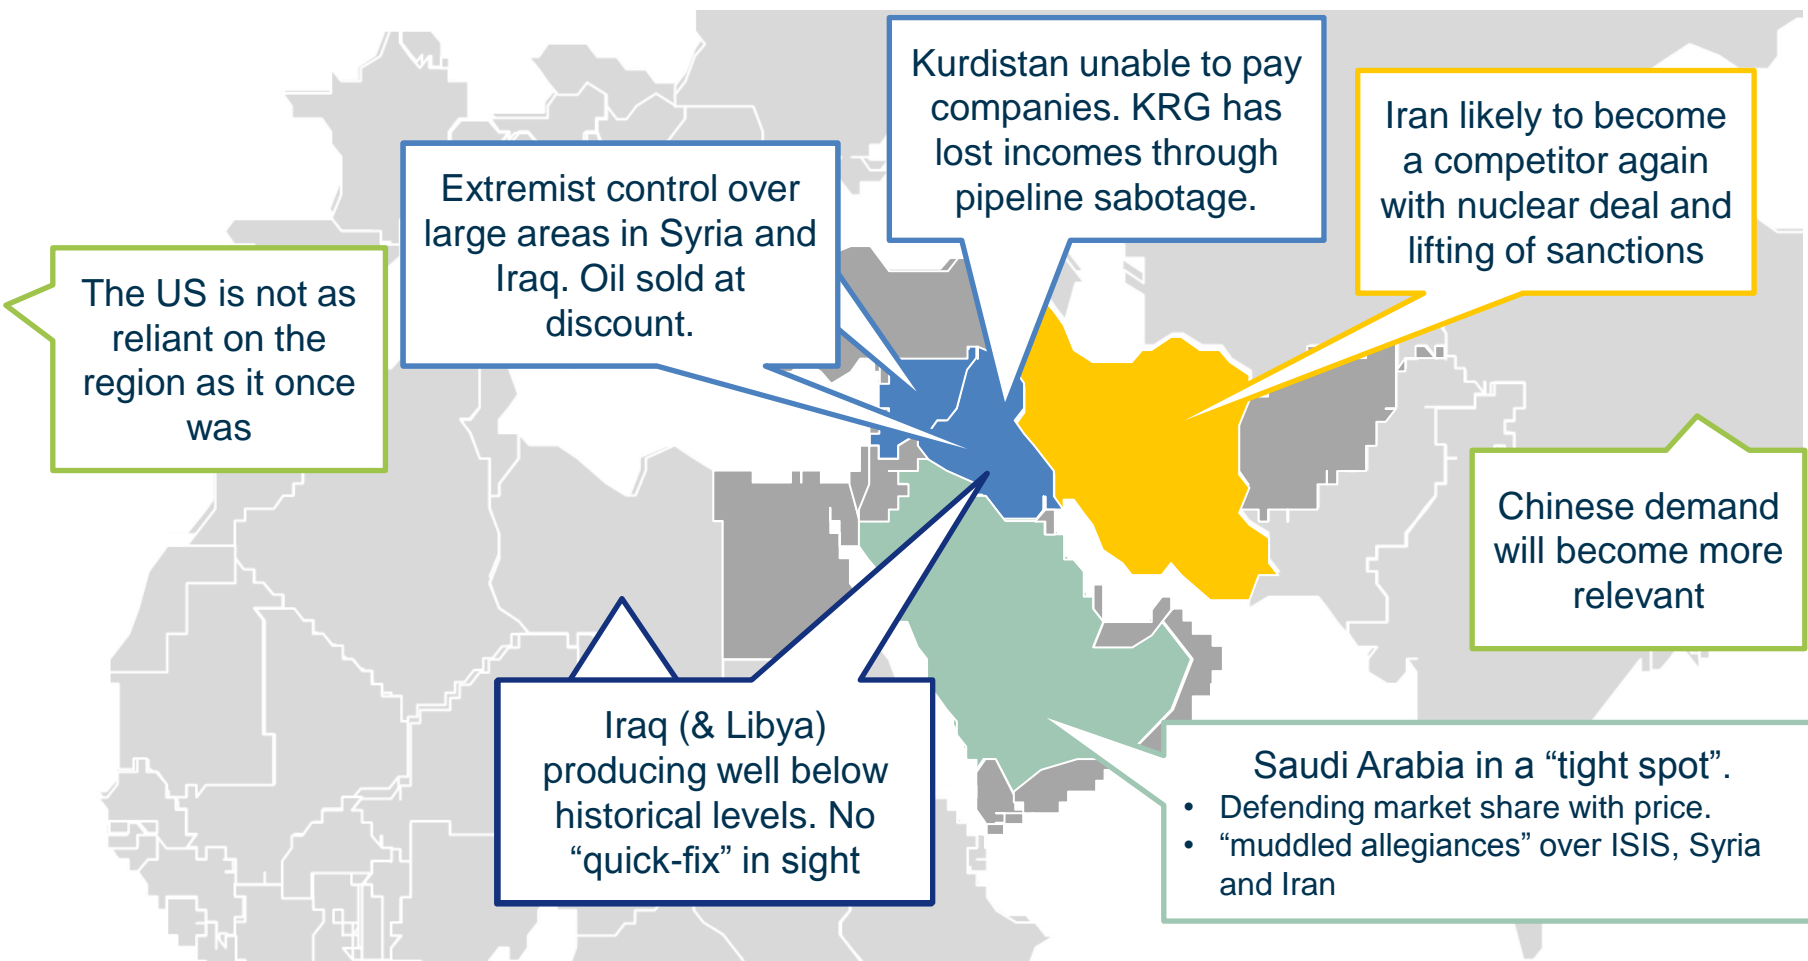 Kurdistan unable to pay
companies. KRG has
lost incomes through
pipeline sabotage.
Iran likely to become
a competitor again
with nuclear deal and
lifting of sanctions
Extremist control over
large areas in Syria and
Iraq. Oil sold at
discount.
The US is not as
reliant on the
region as it once
was
Chinese demand
will become more
relevant
Iraq (& Libya)
producing well below
historical levels. No
“quick-fix” in sight
Saudi Arabia in a “tight spot”.
• Defending market share with price.
• “muddled allegiances” over ISIS, Syria
and Iran